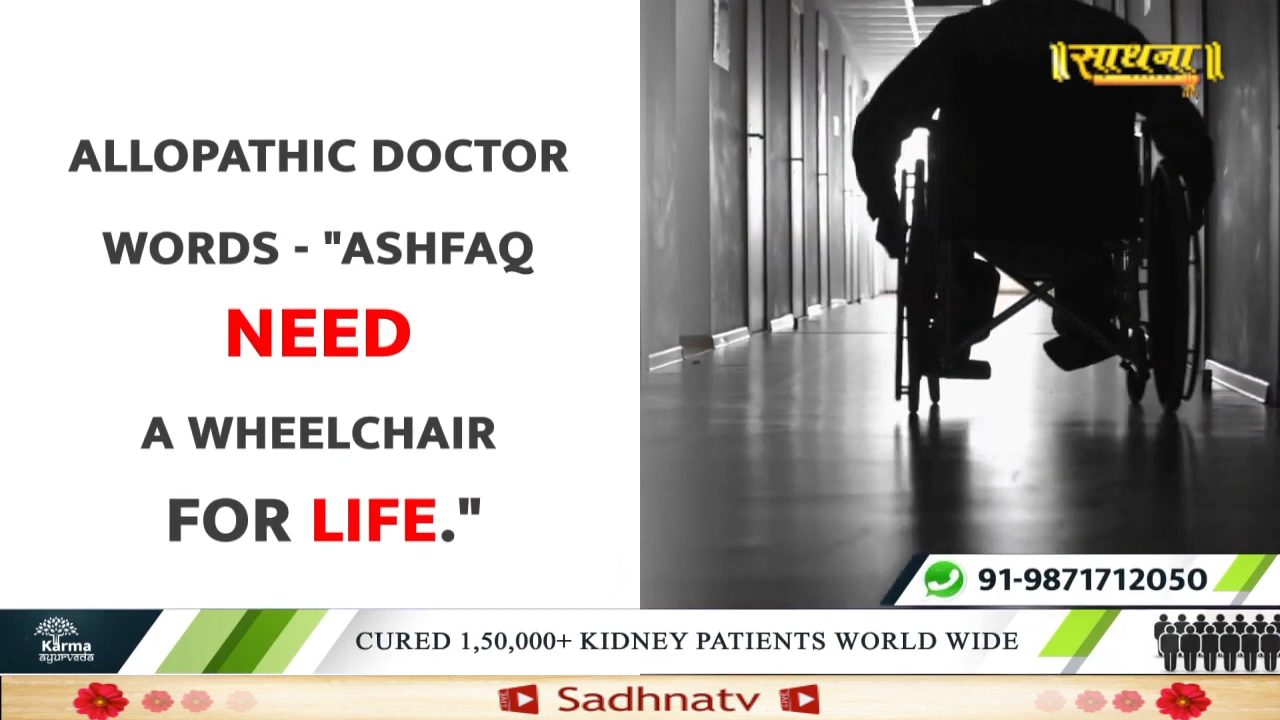 ALLOPATHIC DOCTOR
WORDS - "ASHFAQ
NEED
A WHEELCHAIR
FOR LIFE."
॥साधना॥
91-9871712050
Karma
ayurveda
CURED 1,50,000+ KIDNEY PATIENTS WORLD WIDE
Sadhnatv